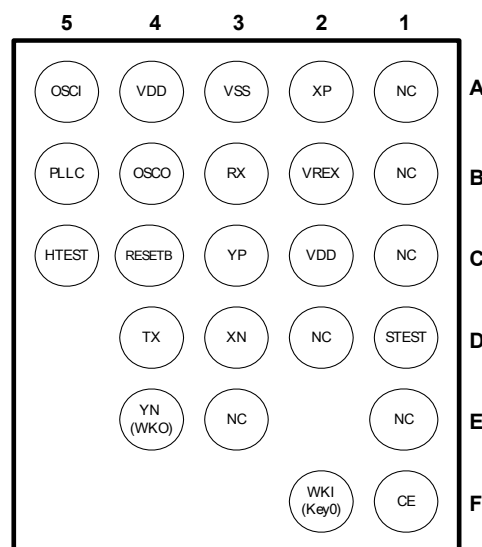 5 4 3 2 1
OSCI VDD VSS XP NC A
PLLC OSCO RX VREX NC B
HTEST RESETB YP VDD NC C
TX XN NC STEST D
YN (WKO) NC NC E
WKI (Key0) CE F